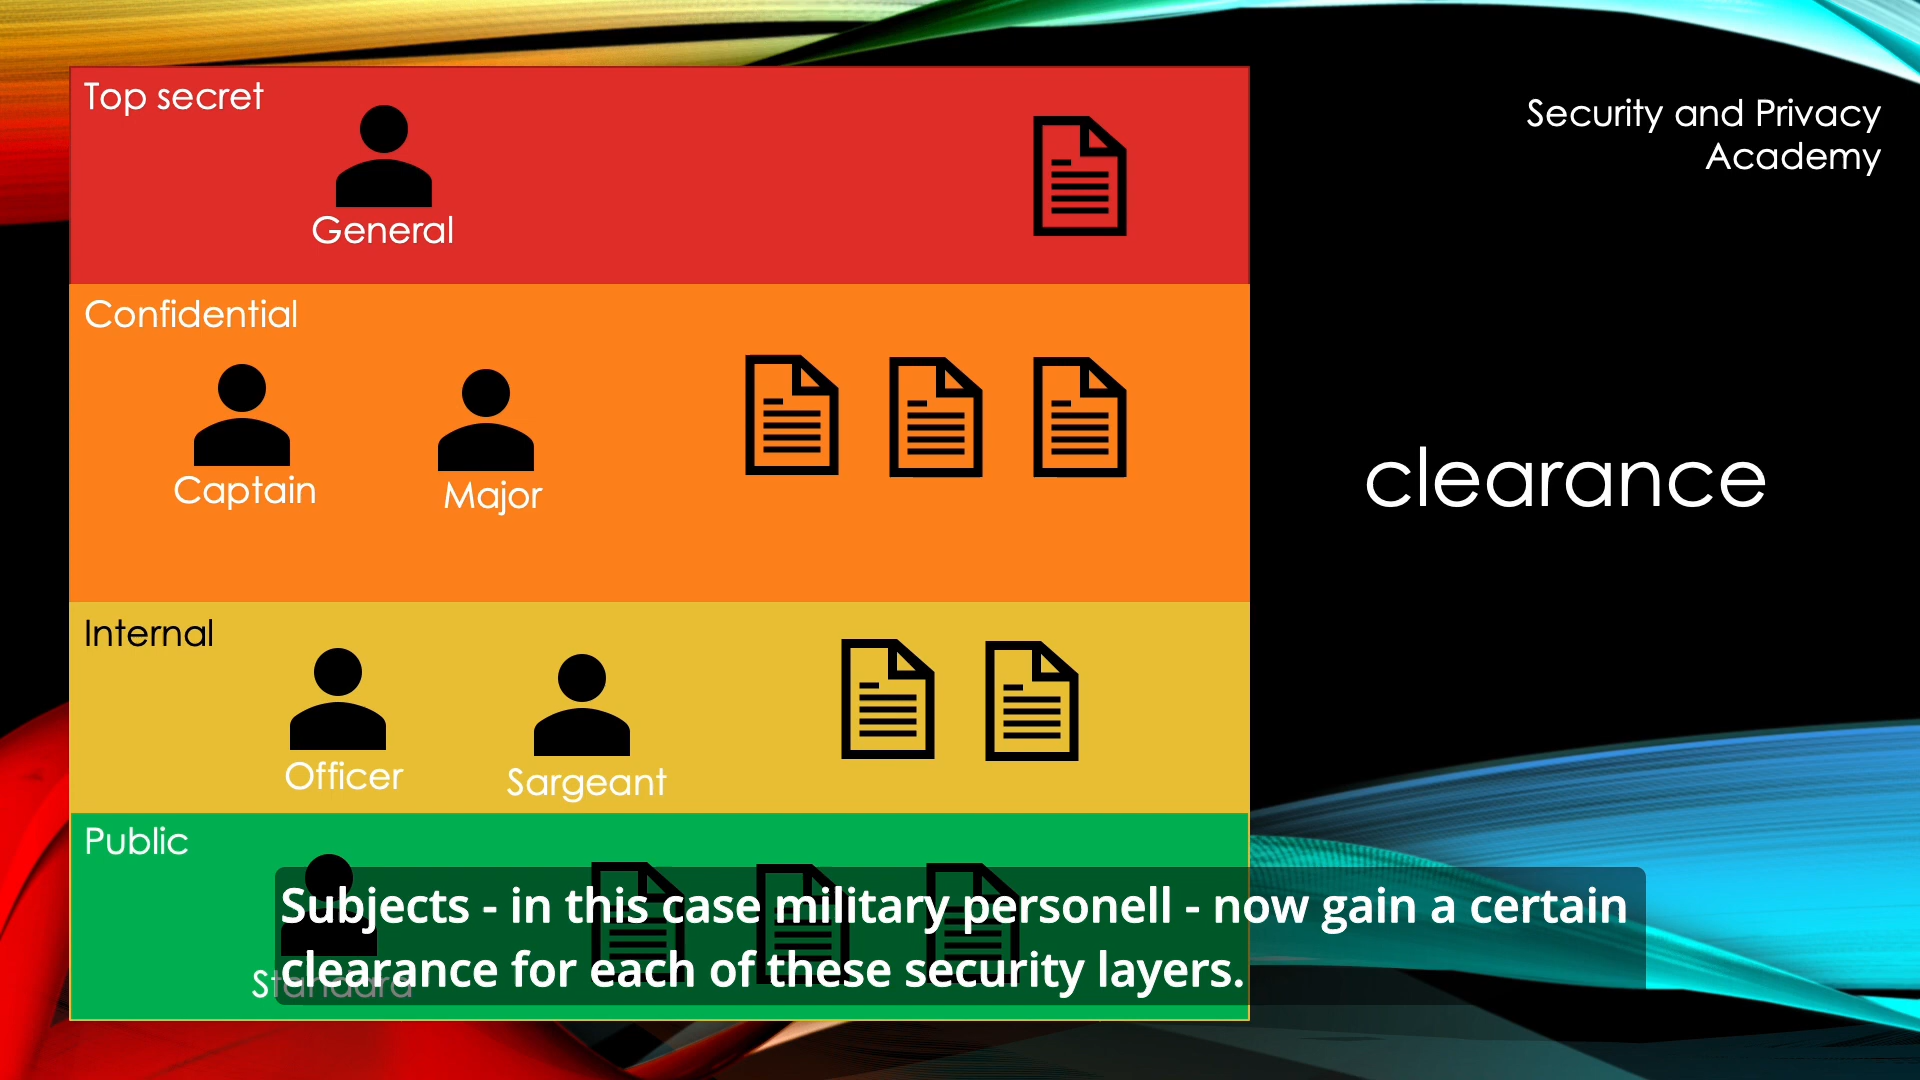 Top secret
General
Security and Privacy
Academy
Confidential
Captain
Major
clearance
Internal
Officer
Sargeant
Public
Standard
Subjects - in this case military personell - now gain a certain
clearance for each of these security layers.